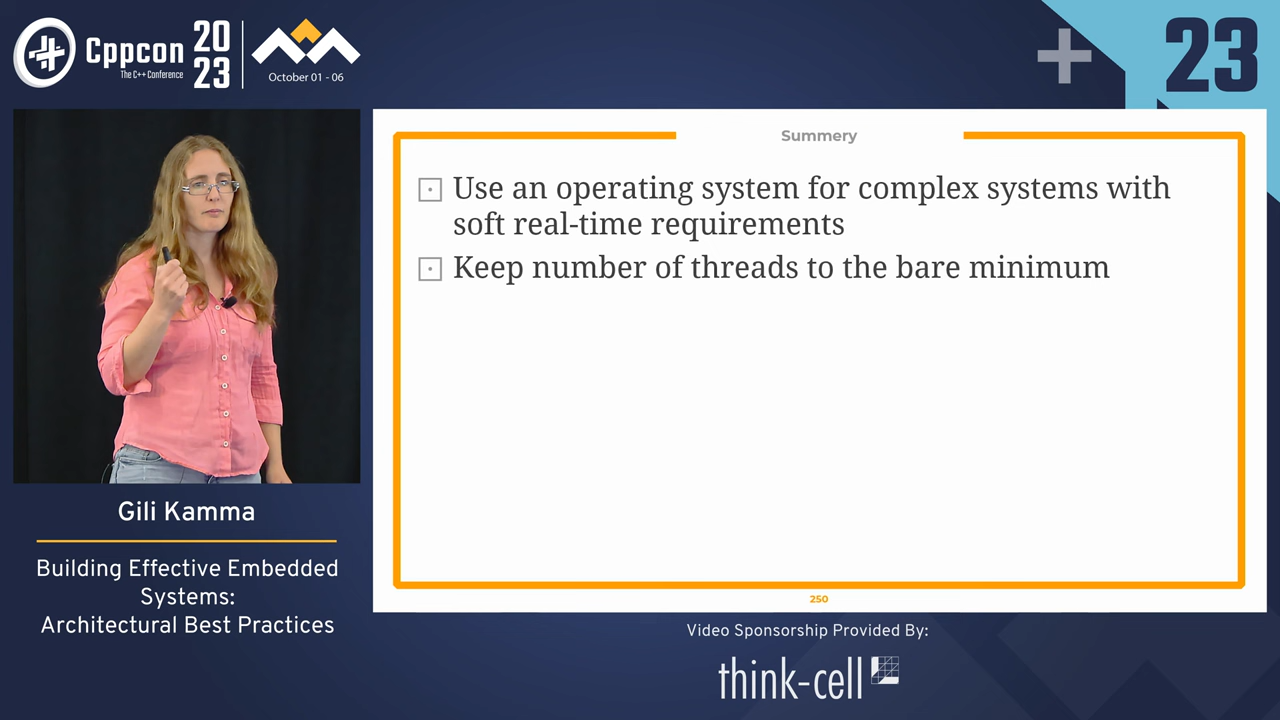 Cppcon
The C++ Conference
20
23
October 01 - 06
23
Summery
Use an operating system for complex systems with
soft real-time requirements
Keep number of threads to the bare minimum
250
Gili Kamma
Building Effective Embedded
Systems:
Architectural Best Practices
Video Sponsorship Provided By:
think-cell